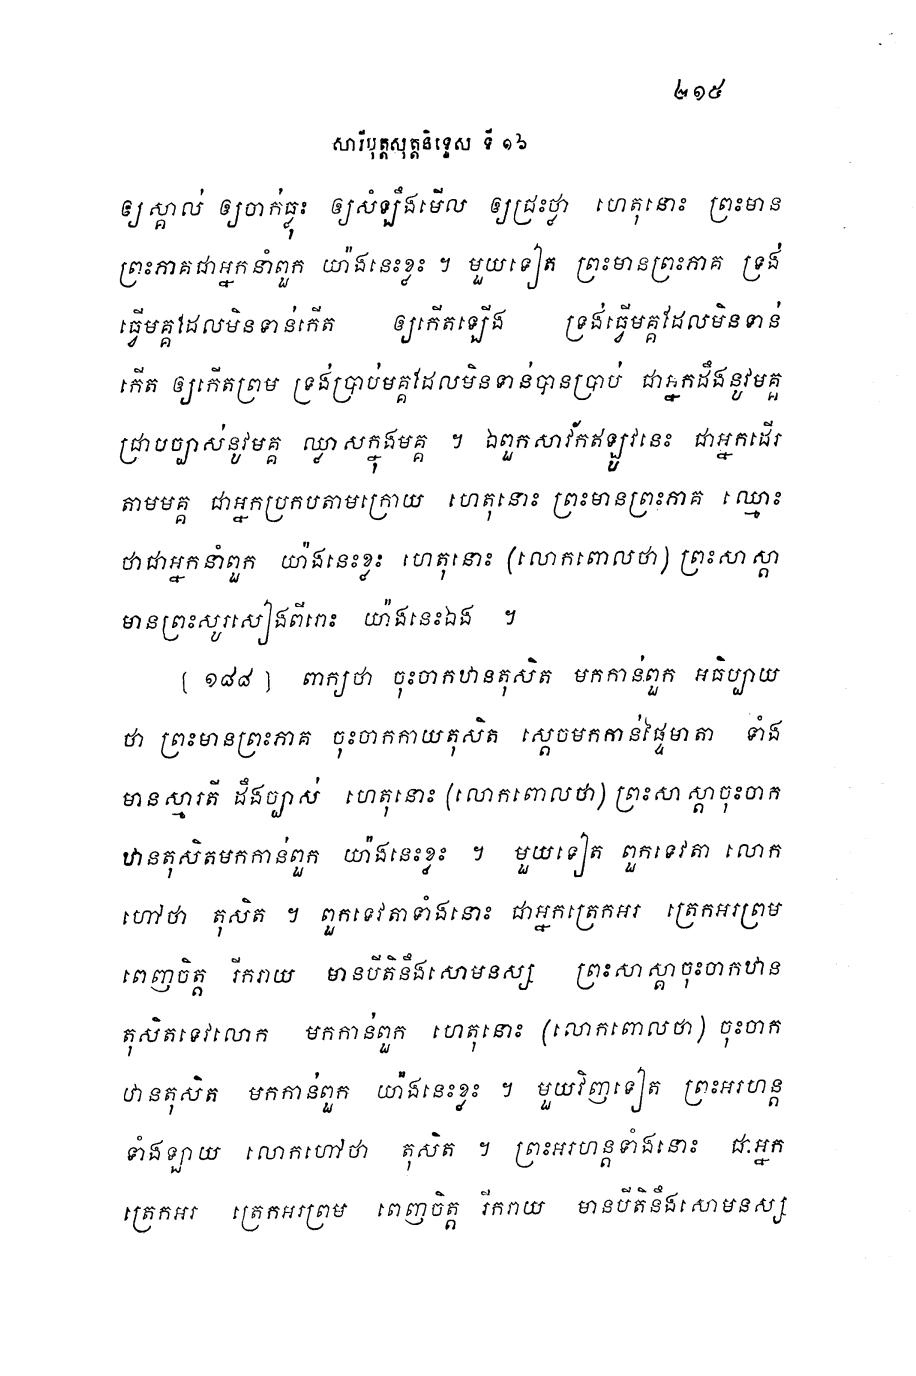 ២១៥
សារីបុត្តសុត្តនិទ្ទេស ទី ១៦
ឲ្យស្គាល់ ឲ្យចាក់ធ្លុះ ឲ្យសំឡឹងមើល ឲ្យជ្រះថ្លា ហេតុនោះ ព្រះមាន
ព្រះភាគជាអ្នកនាំពួក យ៉ាងនេះខ្លះ ។ មួយទៀត ព្រះមានព្រះភាគ ទ្រង់
ធ្វើមគ្គដែលមិនទាន់កើត ឲ្យកើតឡើង ទ្រង់ធ្វើមគ្គដែលមិនទាន់
កើត ឲ្យកើតព្រម ទ្រង់ប្រាប់មគ្គដែលមិនទាន់បានប្រាប់ ជាអ្នកដឹងនូវមគ្គ
ជ្រាបច្បាស់នូវមគ្គ ឈ្លាសក្នុងមគ្គ ។ ឯពួកសាវ័កឥឡូវនេះ ជាអ្នកដើរ
តាមមគ្គ ជាអ្នកប្រកបតាមក្រោយ ហេតុនោះ ព្រះមានព្រះភាគ ឈ្មោះ
ថាជាអ្នកនាំពួក យ៉ាងនេះខ្លះ ហេតុនោះ (លោកពោលថា) ព្រះសាស្តា
មានព្រះសូរសៀងពីរោះ យ៉ាងនេះឯង ។
[ ១៨៨ ] ពាក្យថា ចុះចាកឋានតុសិត មកកាន់ពួក អធិប្បាយ
ថា ព្រះមានព្រះភាគ ចុះចាកកាយតុសិត ស្តេចមកកាន់ផ្ទៃមាតា ទាំង
មានស្មារតី ដឹងច្បាស់ ហេតុនោះ (លោកពោលថា) ព្រះសាស្តាចុះចាក
ឋានតុសិតមកកាន់ពួក យ៉ាងនេះខ្លះ ។ មួយទៀត ពួកទេវតា លោក
ហៅថា តុសិត ។ ពួកទេវតាទាំងនោះ ជាអ្នកត្រេកអរ ត្រេកអរព្រម
ពេញចិត្ត រីករាយ មានបីតិនឹងសោមនស្ស ព្រះសាស្តាចុះចាកឋាន
តុសិតទេវលោក មកកាន់ពួក ហេតុនោះ (លោកពោលថា) ចុះចាក
ឋានតុសិត មកកាន់ពួក យ៉ាងនេះខ្លះ ។ មួយវិញទៀត ព្រះអរហន្ត
ទាំងឡាយ លោកហៅថា តុសិត ។ ព្រះអរហន្តទាំងនោះ ជាអ្នក
ត្រេកអរ ត្រេកអរព្រម ពេញចិត្ត រីករាយ មានបីតិនឹងសោមនស្ស